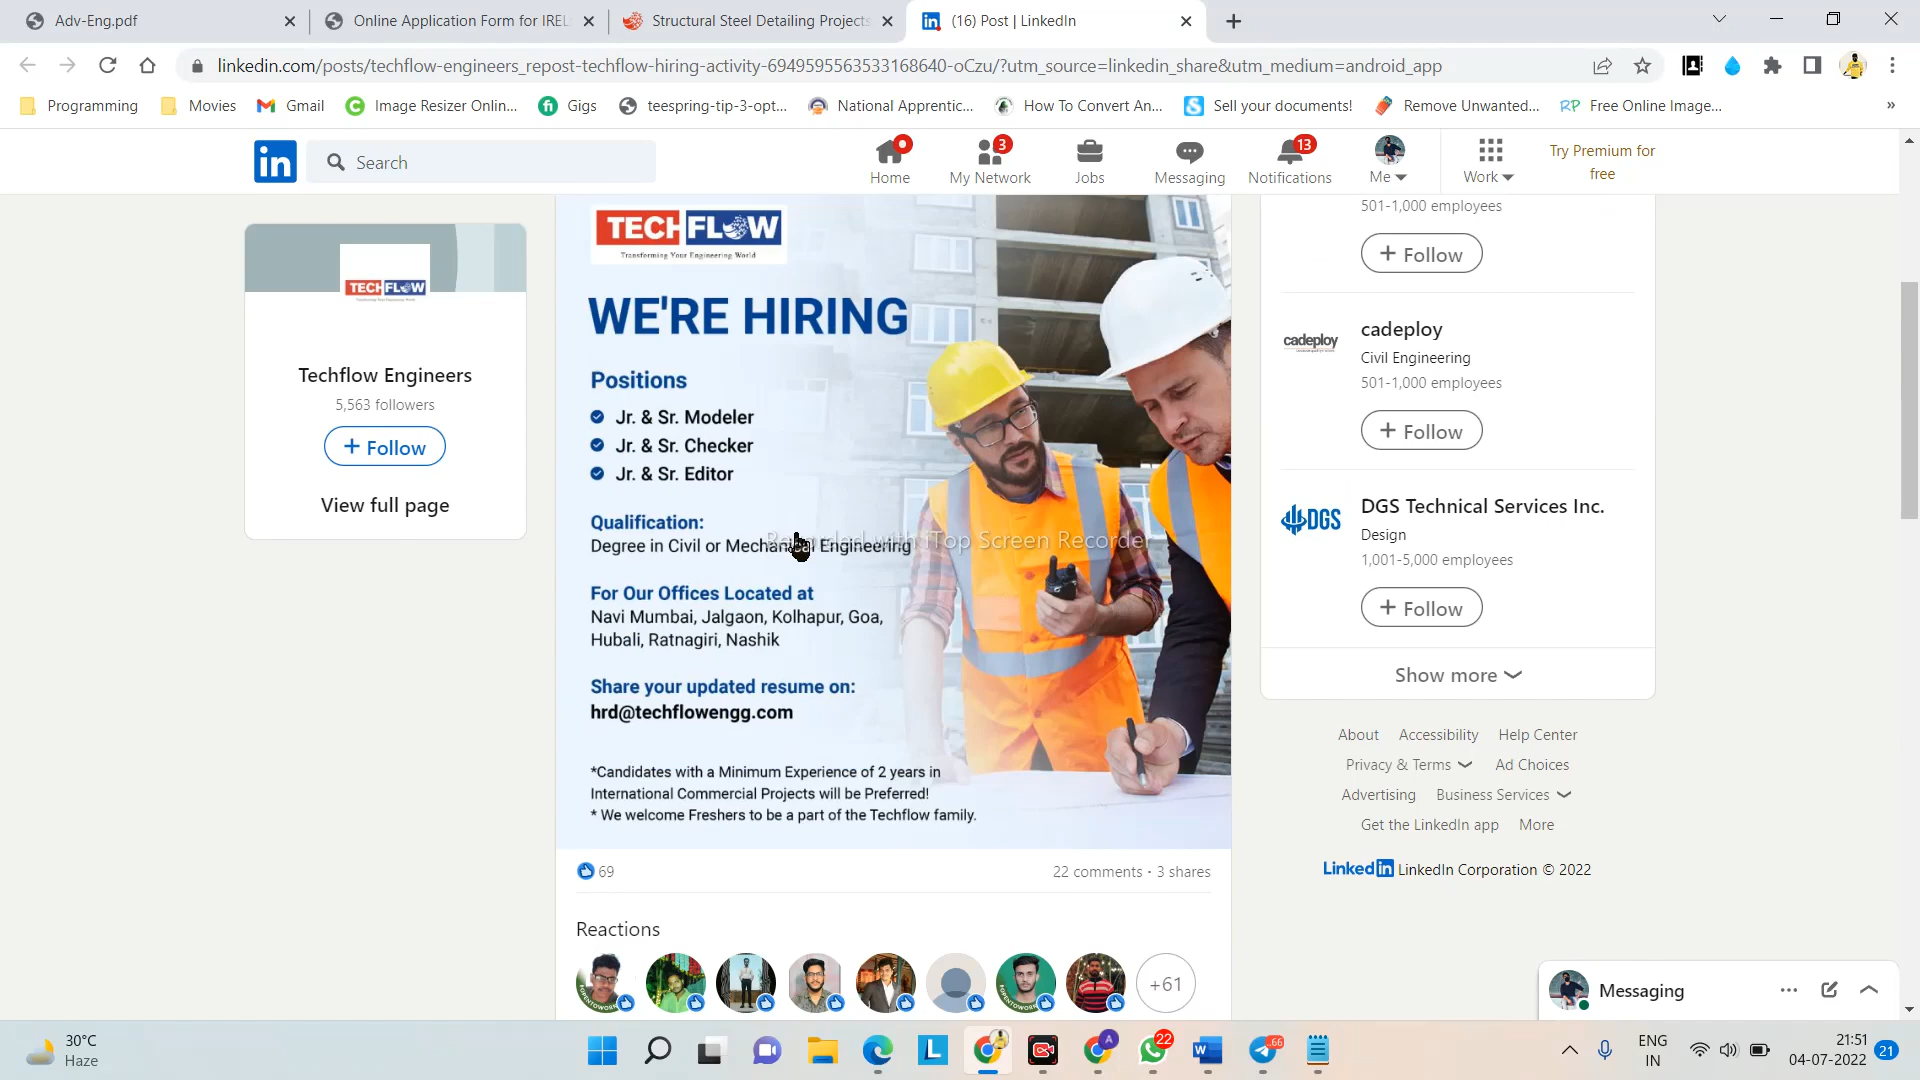 Adv-Eng.pdf
Online Application Form for IREL
Structural Steel Detailing Projects
(16) Post | LinkedIn
linkedin.com/posts/techflow-engineers_repost-techflow-hiring-activity-6949595563533168640-oCzu/?utm_source=linkedin_share&utm_medium=android_app
Programming
Movies
Gmail
Image Resizer Onlin...
Gigs
teespring-tip-3-opt...
National Apprentic...
How To Convert An...
Sell your documents!
Remove Unwanted...
Free Online Image...
Search
Home
3
My Network
Jobs
Messaging
13
Notifications
Me
Work
Try Premium for
free
TECHFLOW
Techflow Engineers
5,563 followers
+ Follow
View full page
TECHFLOW
Transforming Your Engineering World
WE'RE HIRING
Positions
Jr. & Sr. Modeler
Jr. & Sr. Checker
Jr. & Sr. Editor
Qualification:
Degree in Civil or Mechanical Engineering
Recorded with iTop Screen Recorder
For Our Offices Located at
Navi Mumbai, Jalgaon, Kolhapur, Goa,
Hubali, Ratnagiri, Nashik
Share your updated resume on:
hrd@techflowengg.com
*Candidates with a Minimum Experience of 2 years in
International Commercial Projects will be Preferred!
* We welcome Freshers to be a part of the Techflow family.
69
22 comments • 3 shares
Reactions
+61
501-1,000 employees
+ Follow
cadeploy
cadeploy
Civil Engineering
501-1,000 employees
+ Follow
DGS
DGS Technical Services Inc.
Design
1,001-5,000 employees
+ Follow
Show more
About Accessibility Help Center
Privacy & Terms Ad Choices
Advertising Business Services
Get the LinkedIn app More
LinkedIn LinkedIn Corporation © 2022
Messaging
30°C
Haze
22
66
ENG
IN
21:51
04-07-2022
21